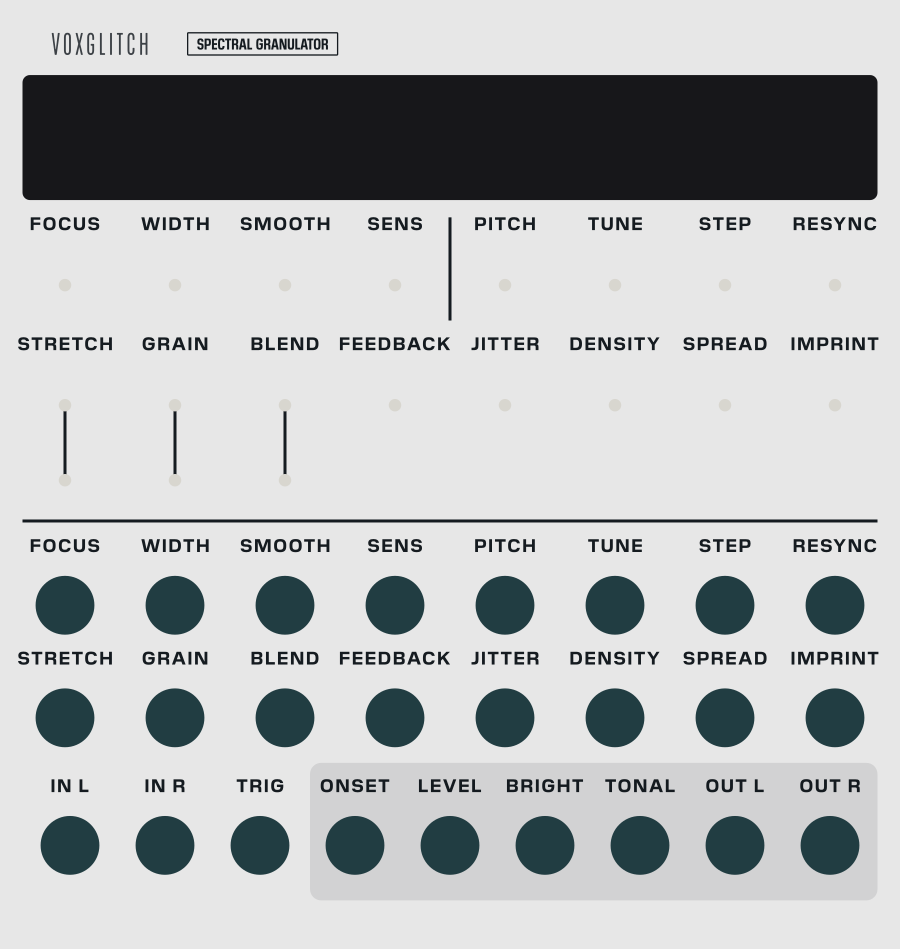 VOXGLITCH SPECTRAL GRANULATOR
FOCUS WIDTH SMOOTH SENS PITCH TUNE STEP RESYNC
STRETCH GRAIN BLEND FEEDBACK JITTER DENSITY SPREAD IMPRINT
FOCUS WIDTH SMOOTH SENS PITCH TUNE STEP RESYNC
STRETCH GRAIN BLEND FEEDBACK JITTER DENSITY SPREAD IMPRINT
IN L IN R TRIG ONSET LEVEL BRIGHT TONAL OUT L OUT R